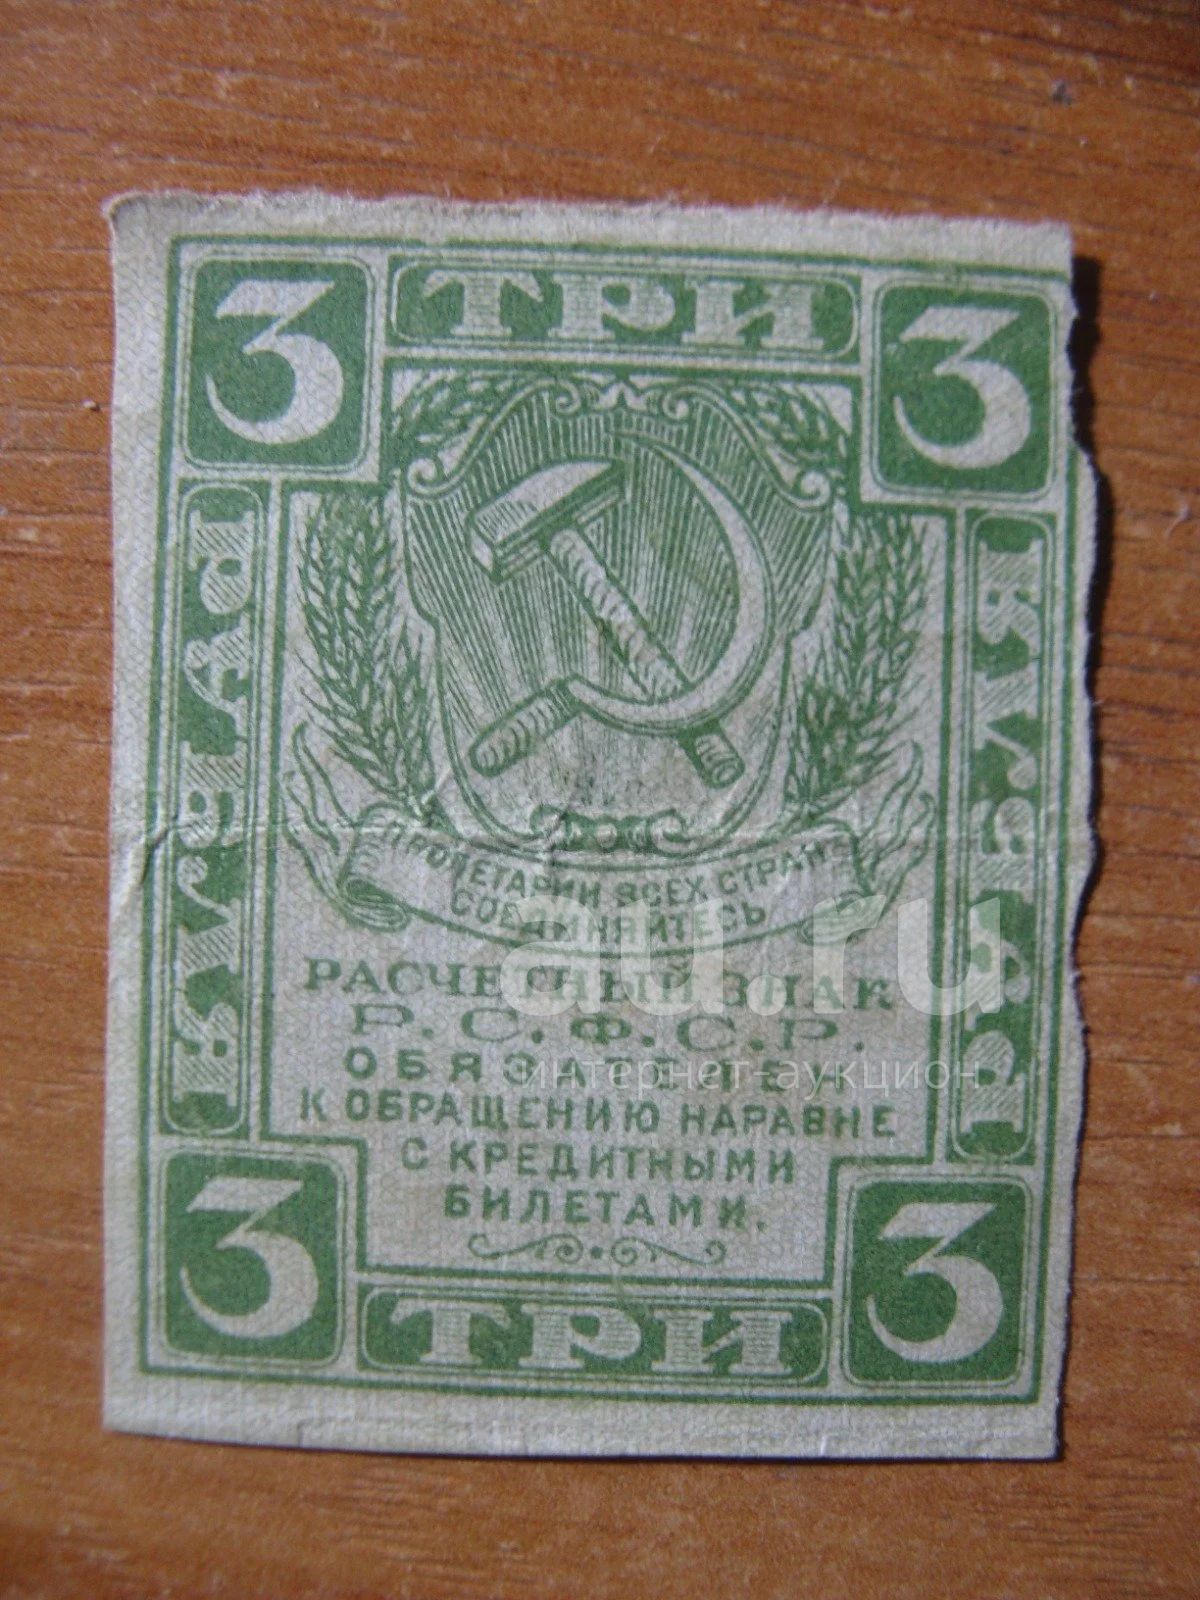 3 ТРИ 3
РУБЛЯ
РУБЛЯ
ПРОЛЕТАРИИ ВСЕХ СТРАН
СОЕДИНЯЙТЕСЬ
РАСЧЕТНЫЙ ЗНАК
Р.С.Ф.С.Р.
ОБЯЗАТЕЛЕН
К ОБРАЩЕНИЮ НАРАВНЕ
С КРЕДИТНЫМИ
БИЛЕТАМИ.
3 ТРИ 3
au.ru
интернет-аукцион